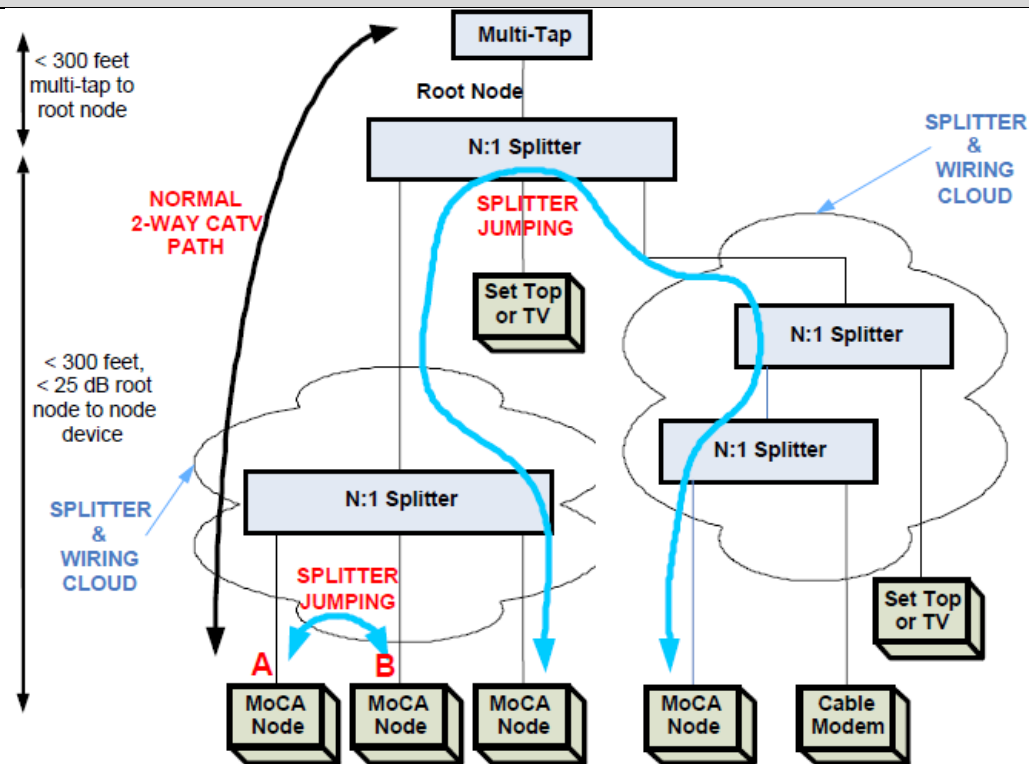 Multi-Tap
< 300 feet
multi-tap to
root node
Root Node
N:1 Splitter
SPLITTER
&
WIRING
CLOUD
NORMAL
2-WAY CATV
PATH
SPLITTER
JUMPING
Set Top
or TV
N:1 Splitter
< 300 feet,
< 25 dB root
node to node
device
N:1 Splitter
N:1 Splitter
SPLITTER
&
WIRING
CLOUD
SPLITTER
JUMPING
Set Top
or TV
A
B
MoCA
Node
MoCA
Node
MoCA
Node
MoCA
Node
Cable
Modem